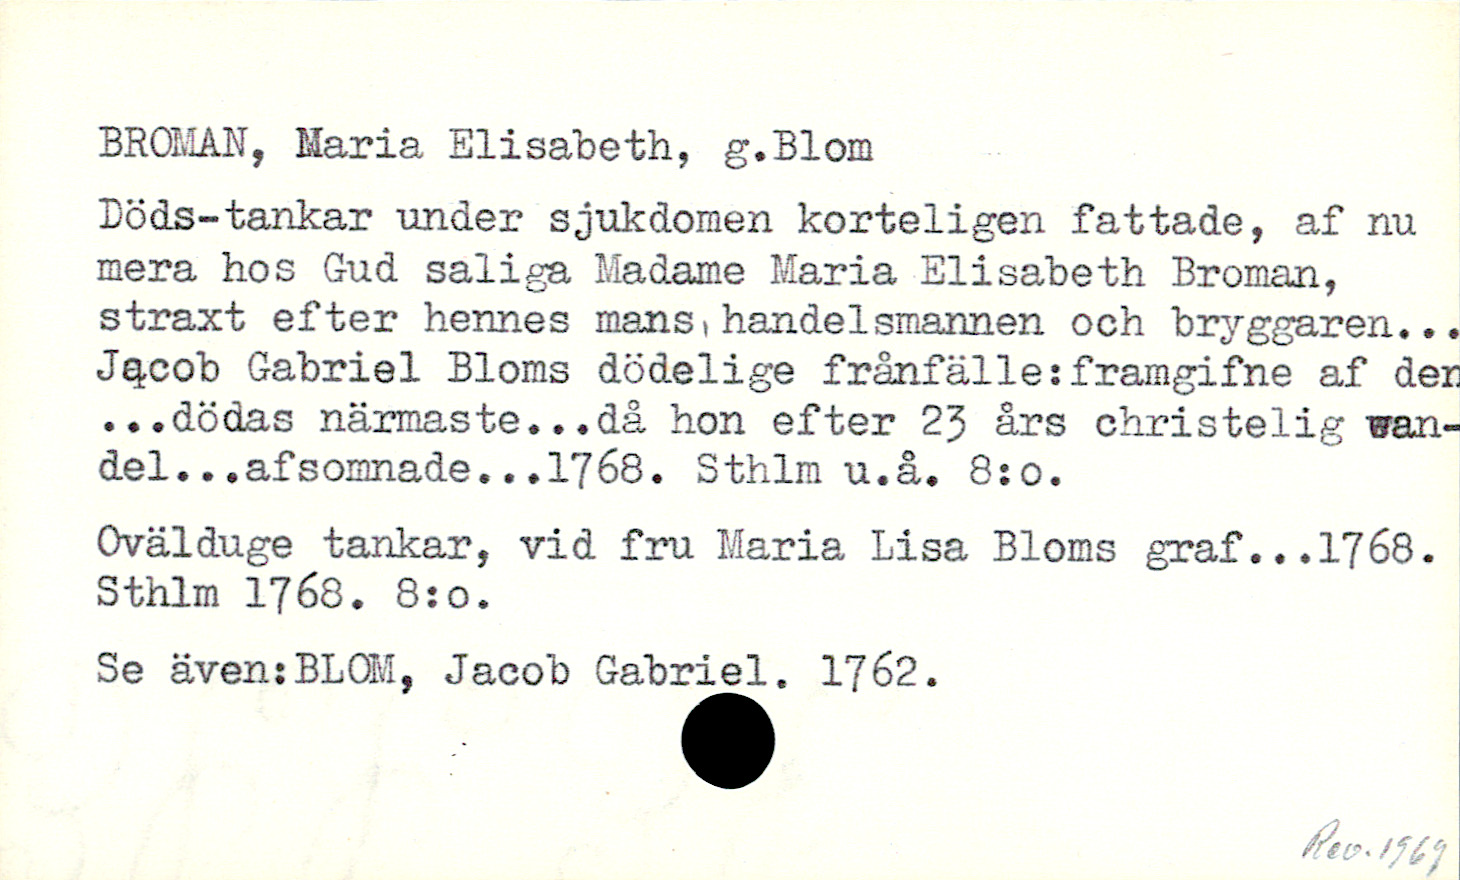 BROMAN, Maria Elisabeth, g.Blom
Döds-tankar under sjukdomen korteligen fattade, af nu
mera hos Gud saliga Madame Maria Elisabeth Broman,
straxt efter hennes mans, handelsmannen och bryggaren...
Jacob Gabriel Bloms dödelige frånfälle:framgifne af den
...dödas närmaste...då hon efter 23 års christelig wan-
del...afsomnade...1768. Sthlm u.å. 8:o.
Ovälduge tankar, vid fru Maria Lisa Bloms graf...1768.
Sthlm 1768. 8:o.
Se även:BLOM, Jacob Gabriel. 1762.
Rev. 1969